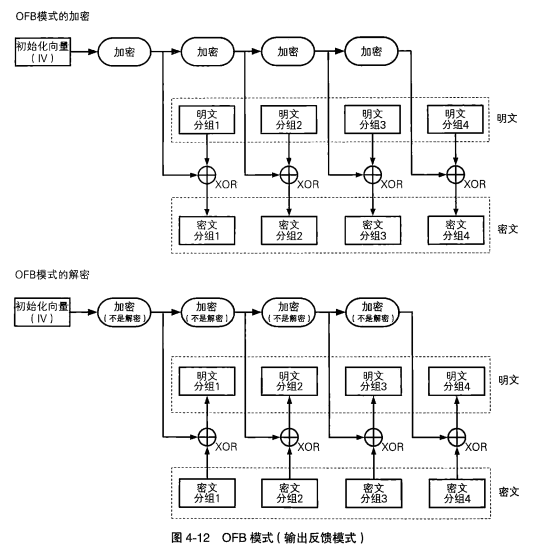 OFB模式的加密
初始化向量
（IV）
加密
加密
加密
加密
明文
分组1
明文
分组2
明文
分组3
明文
分组4
明文
XOR
XOR
XOR
XOR
密文
分组1
密文
分组2
密文
分组3
密文
分组4
密文
OFB模式的解密
初始化向量
（IV）
加密
（不是解密）
加密
（不是解密）
加密
（不是解密）
加密
（不是解密）
明文
分组1
明文
分组2
明文
分组3
明文
分组4
明文
XOR
XOR
XOR
XOR
密文
分组1
密文
分组2
密文
分组3
密文
分组4
密文
图 4-12 OFB 模式（输出反馈模式）